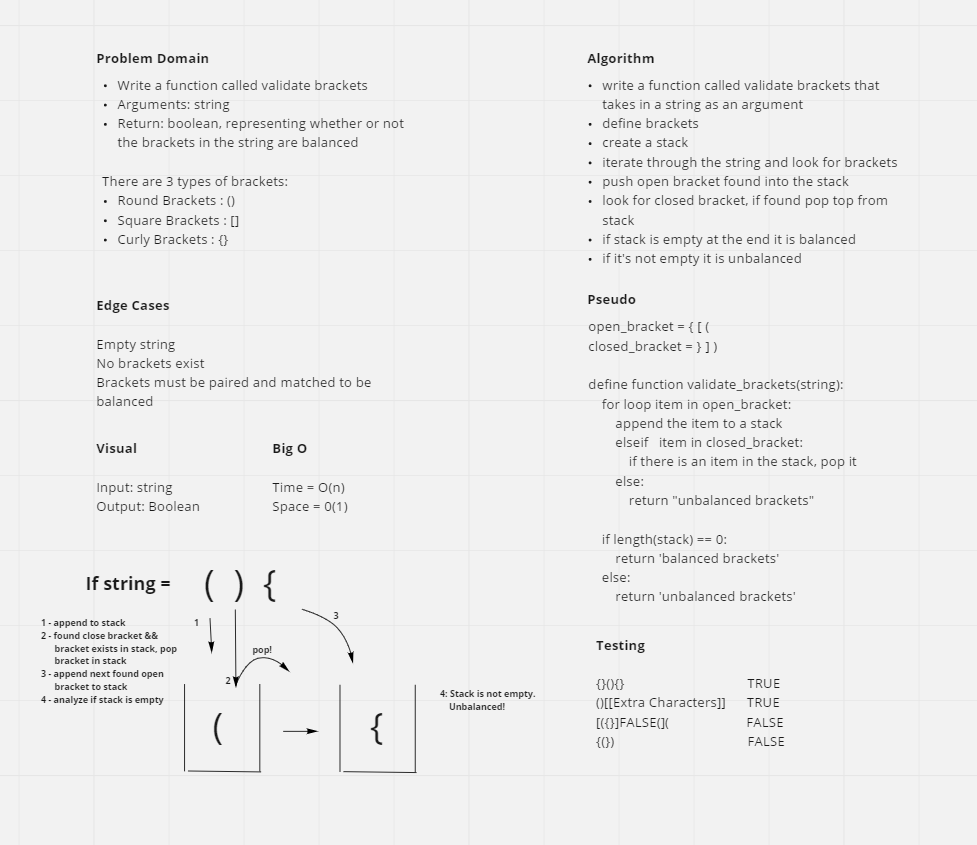 Problem Domain
• Write a function called validate brackets
• Arguments: string
• Return: boolean, representing whether or not
the brackets in the string are balanced
There are 3 types of brackets:
• Round Brackets : ()
• Square Brackets : []
• Curly Brackets : {}
Edge Cases
Empty string
No brackets exist
Brackets must be paired and matched to be
balanced
Visual
Input: string
Output: Boolean
Big O
Time = O(n)
Space = 0(1)
If string = ( ) {
1 - append to stack
2 - found close bracket &&
bracket exists in stack, pop
bracket in stack
3 - append next found open
bracket to stack
4 - analyze if stack is empty
1
2
pop!
3
(
{
4: Stack is not empty.
Unbalanced!
Algorithm
• write a function called validate brackets that
takes in a string as an argument
• define brackets
• create a stack
• iterate through the string and look for brackets
• push open bracket found into the stack
• look for closed bracket, if found pop top from
stack
• if stack is empty at the end it is balanced
• if it's not empty it is unbalanced
Pseudo
open_bracket = { [ (
closed_bracket = } ] )
define function validate_brackets(string):
for loop item in open_bracket:
append the item to a stack
elseif item in closed_bracket:
if there is an item in the stack, pop it
else:
return "unbalanced brackets"
if length(stack) == 0:
return 'balanced brackets'
else:
return 'unbalanced brackets'
Testing
{}(){} TRUE
()[[Extra Characters]] TRUE
[({}]FALSE(]( FALSE
{(}) FALSE